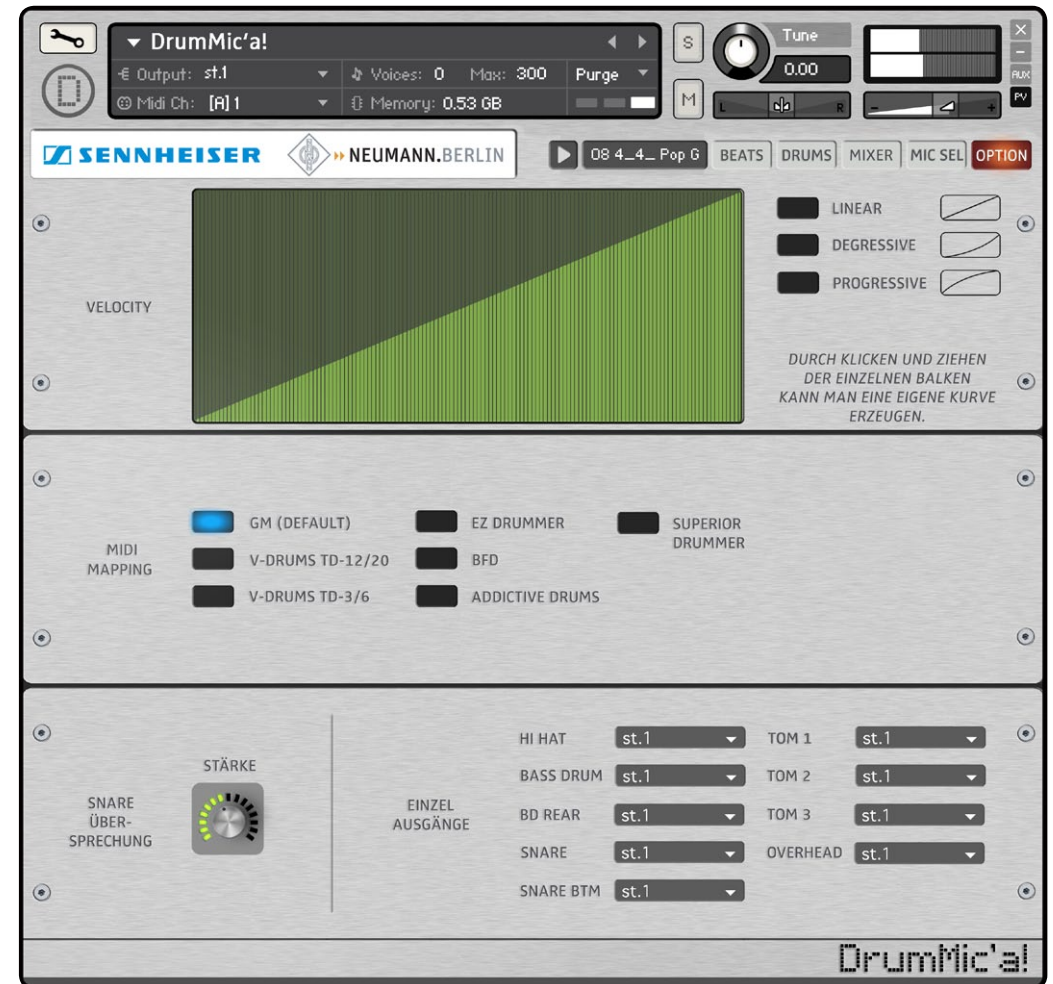 DrumMic'a!
S
Tune
×
Output: st.1
Voices: 0 Max: 300
Purge
0.00
–
AUX
Midi Ch: [A] 1
Memory: 0.53 GB
M
L
R
-
+
PV
D
SENNHEISER
NEUMANN.BERLIN
08 4_4_ Pop G
BEATS
DRUMS
MIXER
MIC SEL
OPTION
VELOCITY
LINEAR
DEGRESSIVE
PROGRESSIVE
DURCH KLICKEN UND ZIEHEN
DER EINZELNEN BALKEN
KANN MAN EINE EIGENE KURVE
ERZEUGEN.
MIDI
MAPPING
GM (DEFAULT)
V-DRUMS TD-12/20
V-DRUMS TD-3/6
EZ DRUMMER
BFD
ADDICTIVE DRUMS
SUPERIOR
DRUMMER
SNARE
ÜBER-
SPRECHUNG
STÄRKE
EINZEL
AUSGÄNGE
HI HAT st.1
BASS DRUM st.1
BD REAR st.1
SNARE st.1
SNARE BTM st.1
TOM 1 st.1
TOM 2 st.1
TOM 3 st.1
OVERHEAD st.1
DrumMic'a!